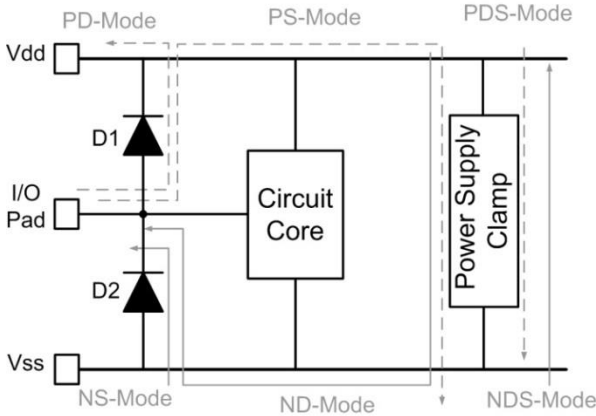 PD-Mode
PS-Mode
PDS-Mode
Vdd
D1
I/O
Pad
Circuit
Core
Power Supply
Clamp
D2
Vss
NS-Mode
ND-Mode
NDS-Mode